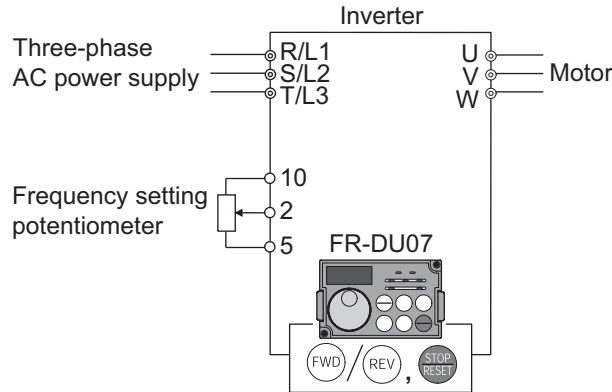 Inverter
Three-phase
AC power supply
R/L1
S/L2
T/L3
U
V
W
Motor
Frequency setting
potentiometer
10
2
5
FR-DU07
FWD / REV , STOP
RESET